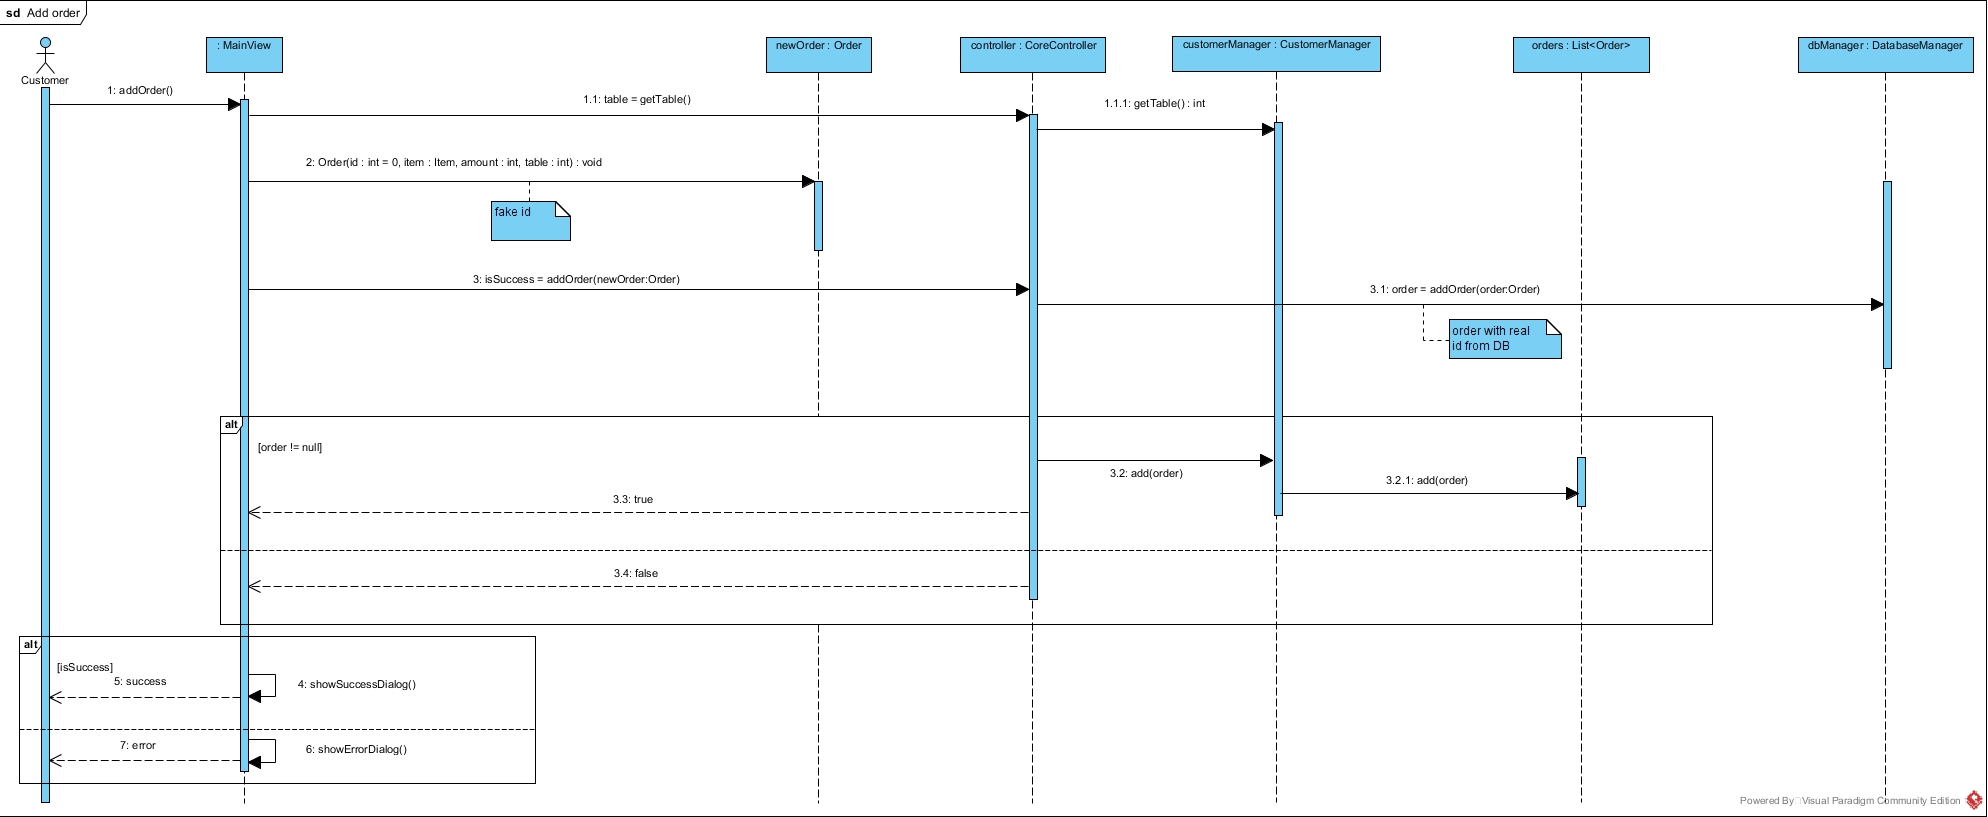 sd Add order
: MainView
newOrder : Order
controller : CoreController
customerManager : CustomerManager
orders : List<Order>
dbManager : DatabaseManager
Customer
1: addOrder()
1.1: table = getTable()
1.1.1: getTable() : int
2: Order(id : int = 0, item : Item, amount : int, table : int) : void
fake id
3: isSuccess = addOrder(newOrder:Order)
3.1: order = addOrder(order:Order)
order with real
id from DB
alt
[order != null]
3.2: add(order)
3.2.1: add(order)
3.3: true
3.4: false
alt
[isSuccess]
5: success
4: showSuccessDialog()
7: error
6: showErrorDialog()
Powered By Visual Paradigm Community Edition